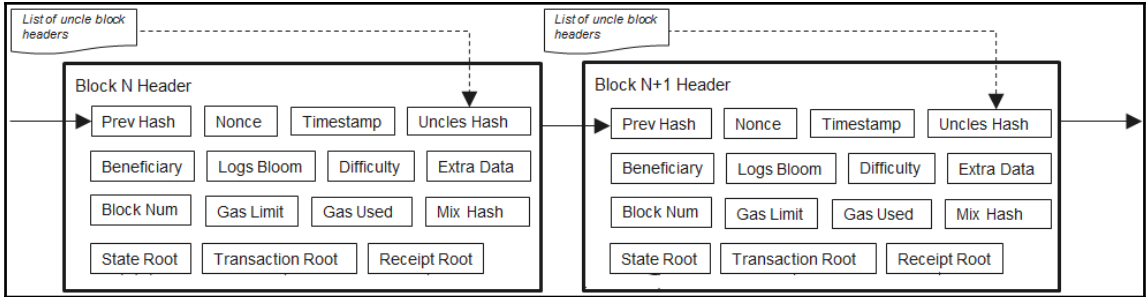 List of uncle block
headers
List of uncle block
headers
Block N Header
Prev Hash
Nonce
Timestamp
Uncles Hash
Beneficiary
Logs Bloom
Difficulty
Extra Data
Block Num
Gas Limit
Gas Used
Mix Hash
State Root
Transaction Root
Receipt Root
Block N+1 Header
Prev Hash
Nonce
Timestamp
Uncles Hash
Beneficiary
Logs Bloom
Difficulty
Extra Data
Block Num
Gas Limit
Gas Used
Mix Hash
State Root
Transaction Root
Receipt Root